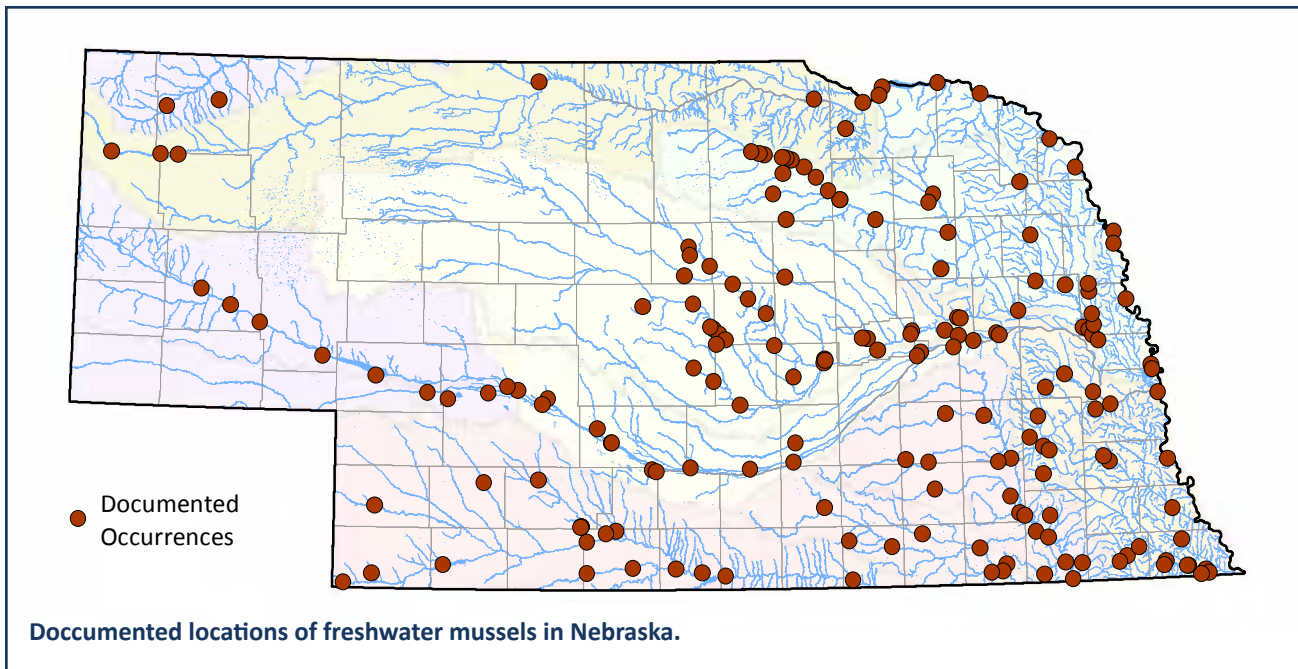 Documented
Occurrences
Doccumented locations of freshwater mussels in Nebraska.